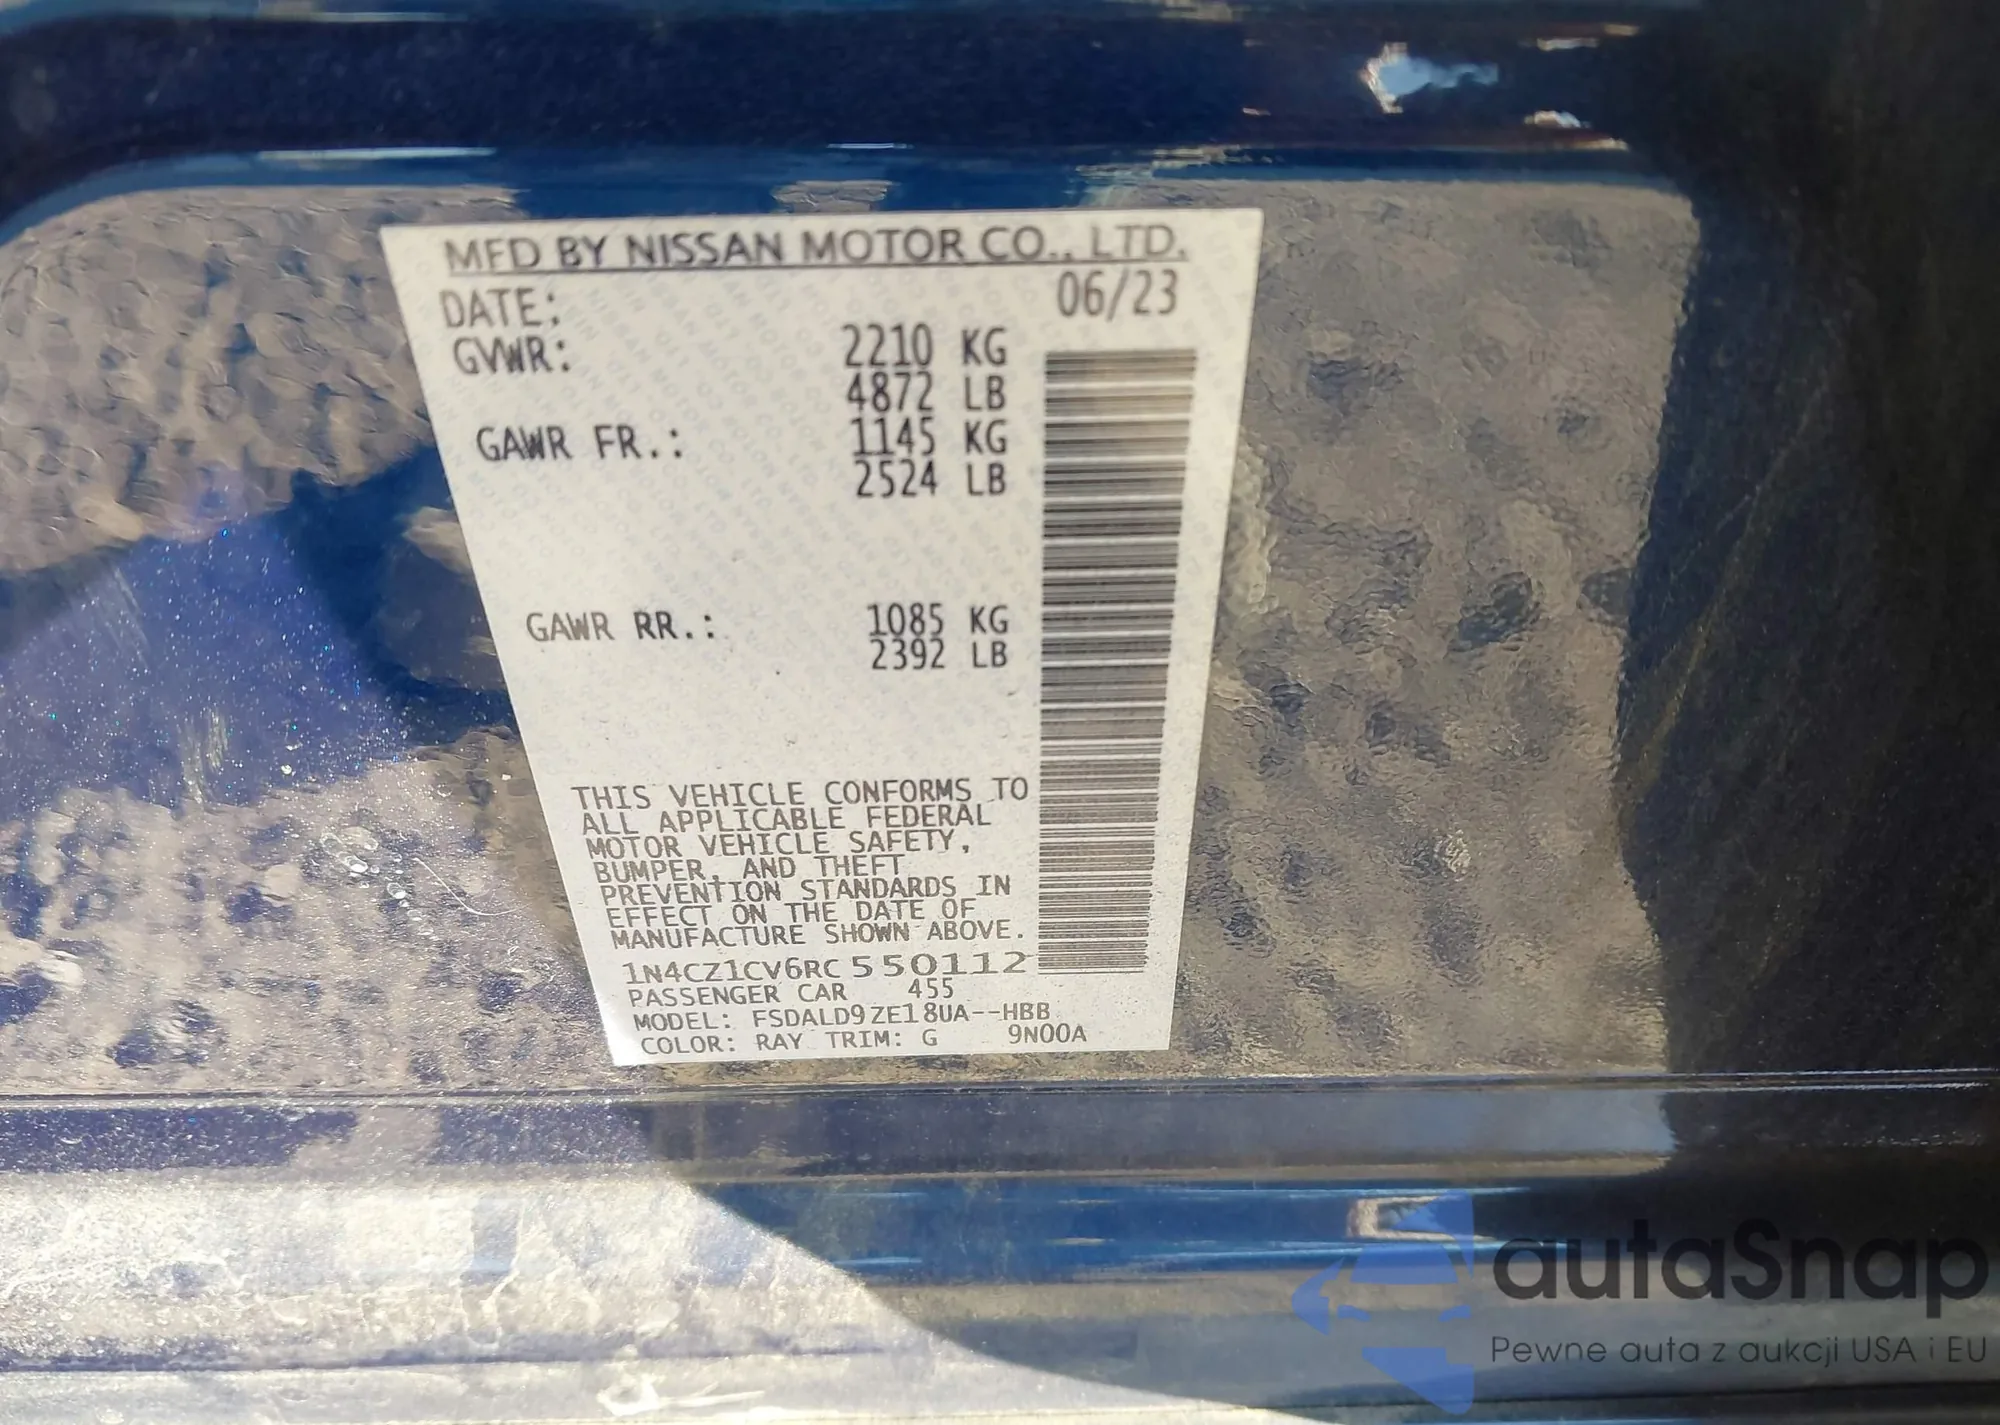 MFD BY NISSAN MOTOR CO., LTD.
DATE: 06/23
GVWR: 2210 KG
4872 LB
GAWR FR.: 1145 KG
2524 LB
GAWR RR.: 1085 KG
2392 LB
THIS VEHICLE CONFORMS TO
ALL APPLICABLE FEDERAL
MOTOR VEHICLE SAFETY,
BUMPER, AND THEFT
PREVENTION STANDARDS IN
EFFECT ON THE DATE OF
MANUFACTURE SHOWN ABOVE.
1N4CZ1CV6RC550112
PASSENGER CAR 455
MODEL: FSDALD9ZE18UA--HBB
COLOR: RAY TRIM: G 9N00A
autaSnap
Pewne auta z aukcji USA i EU